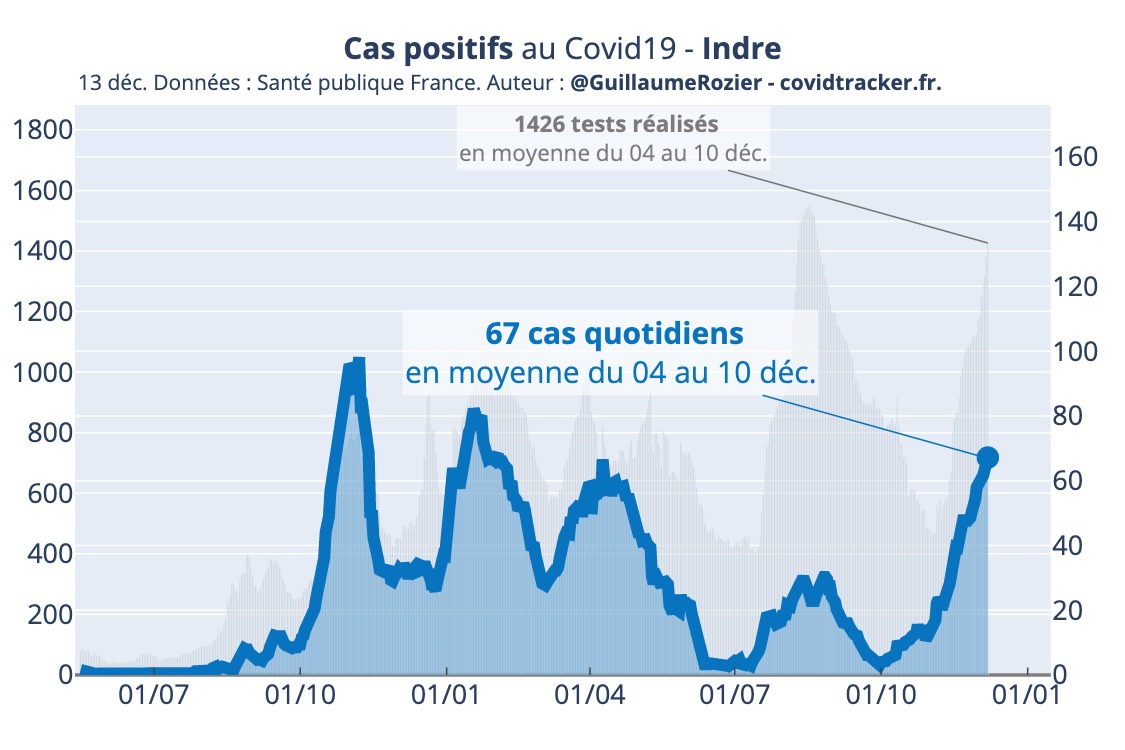 Cas positifs au Covid19 - Indre
13 déc. Données : Santé publique France. Auteur : @GuillaumeRozier - covidtracker.fr.
1426 tests réalisés
en moyenne du 04 au 10 déc.
67 cas quotidiens
en moyenne du 04 au 10 déc.
1800
1600
1400
1200
1000
800
600
400
200
0
160
140
120
100
80
60
40
20
0
01/07 01/10 01/01 01/04 01/07 01/10 01/01